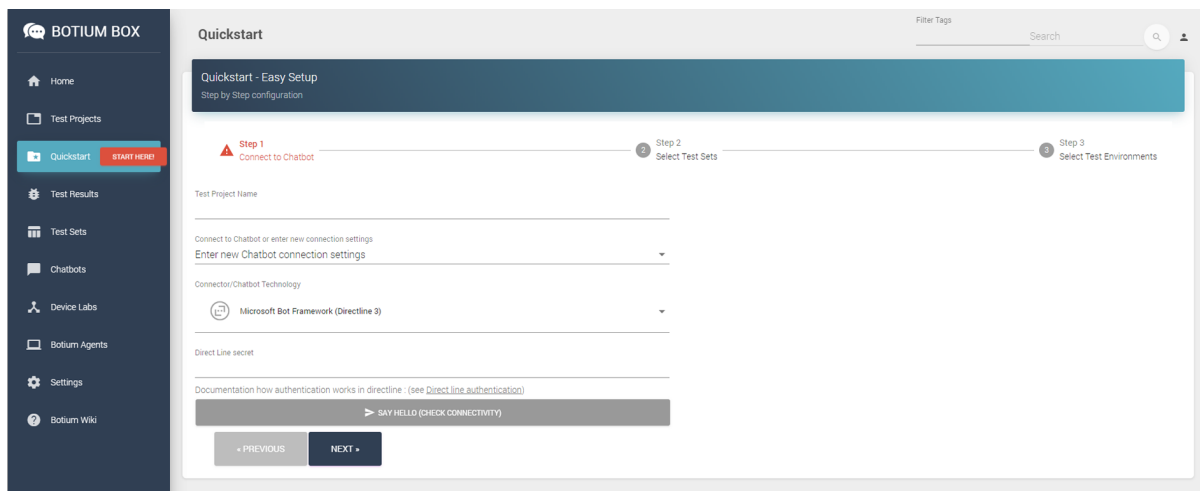 BOTIUM BOX
Home
Test Projects
Quickstart START HERE!
Test Results
Test Sets
Chatbots
Device Labs
Botium Agents
Settings
Botium Wiki
Quickstart
Filter Tags
Search
Quickstart - Easy Setup
Step by Step configuration
Step 1
Connect to Chatbot
2 Step 2
Select Test Sets
3 Step 3
Select Test Environments
Test Project Name
Connect to Chatbot or enter new connection settings
Enter new Chatbot connection settings
Connector/Chatbot Technology
Microsoft Bot Framework (Directline 3)
Direct Line secret
Documentation how authentication works in directline : (see Direct line authentication)
SAY HELLO (CHECK CONNECTIVITY)
« PREVIOUS NEXT »